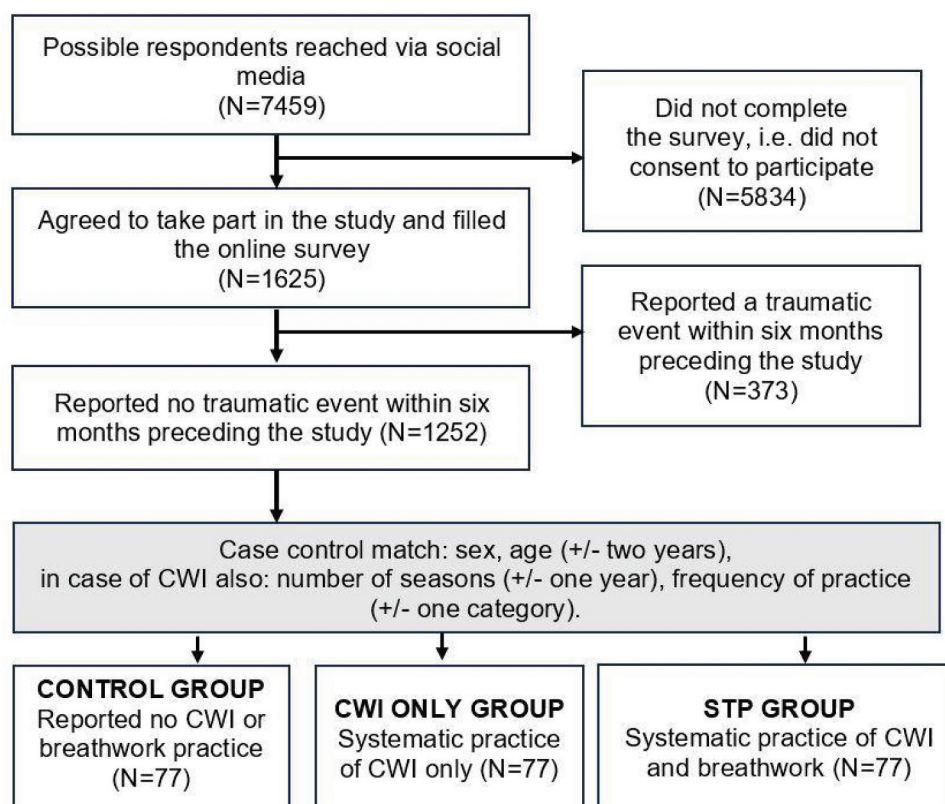 Possible respondents reached via social
media
(N=7459)
Did not complete
the survey, i.e. did not
consent to participate
(N=5834)
Agreed to take part in the study and filled
the online survey
(N=1625)
Reported a traumatic
event within six months
preceding the study
(N=373)
Reported no traumatic event within six
months preceding the study (N=1252)
Case control match: sex, age (+/- two years),
in case of CWI also: number of seasons (+/- one year), frequency of practice
(+/- one category).
CONTROL GROUP
Reported no CWI or
breathwork practice
(N=77)
CWI ONLY GROUP
Systematic practice
of CWI only (N=77)
STP GROUP
Systematic practice of CWI
and breathwork (N=77)